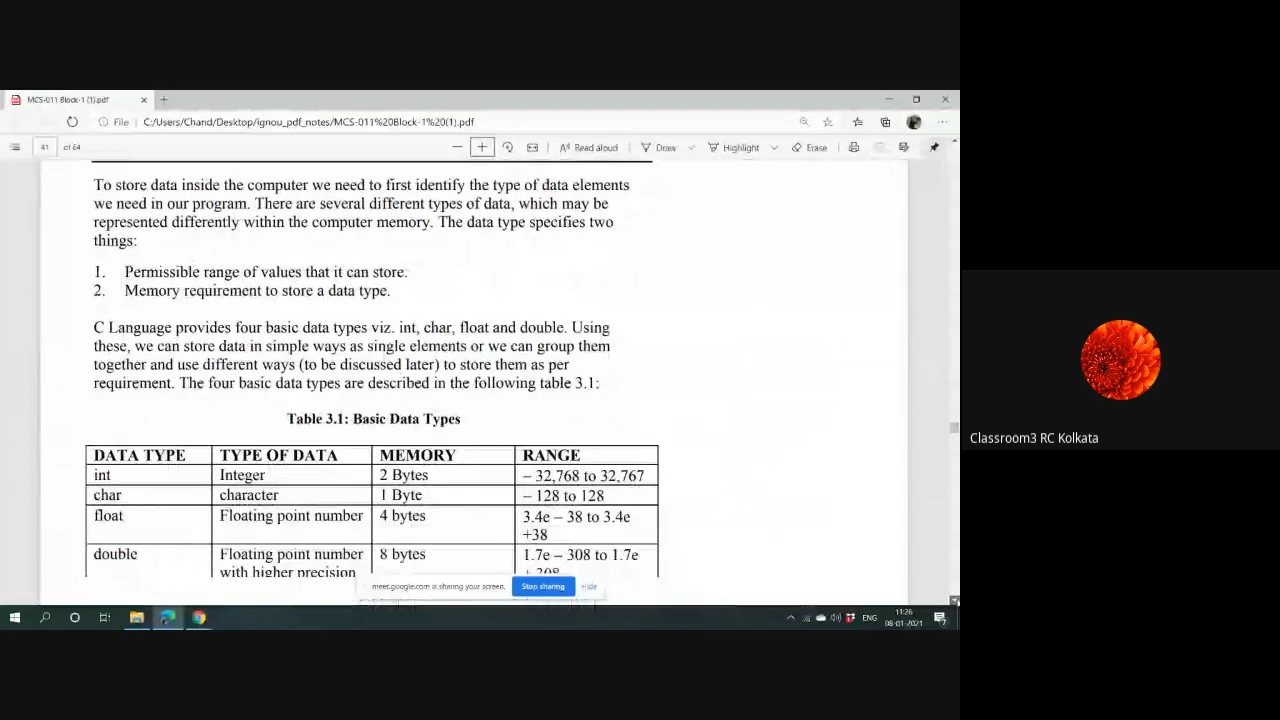 MCS-011 Block-1 (1).pdf
File
C:/Users/Chand/Desktop/ignou_pdf_notes/MCS-011%20Block-1%20(1).pdf
41 of 64
Read aloud
Draw
Highlight
Erase
To store data inside the computer we need to first identify the type of data elements
we need in our program. There are several different types of data, which may be
represented differently within the computer memory. The data type specifies two
things:
1. Permissible range of values that it can store.
2. Memory requirement to store a data type.
C Language provides four basic data types viz. int, char, float and double. Using
these, we can store data in simple ways as single elements or we can group them
together and use different ways (to be discussed later) to store them as per
requirement. The four basic data types are described in the following table 3.1:
Table 3.1: Basic Data Types
DATA TYPE TYPE OF DATA MEMORY RANGE
int Integer 2 Bytes – 32,768 to 32,767
char character 1 Byte – 128 to 128
float Floating point number 4 bytes 3.4e – 38 to 3.4e
+38
double Floating point number 8 bytes 1.7e – 308 to 1.7e
with higher precision + 308
meet.google.com is sharing your screen. Stop sharing Hide
Classroom3 RC Kolkata
ENG
11:26
08-01-2021